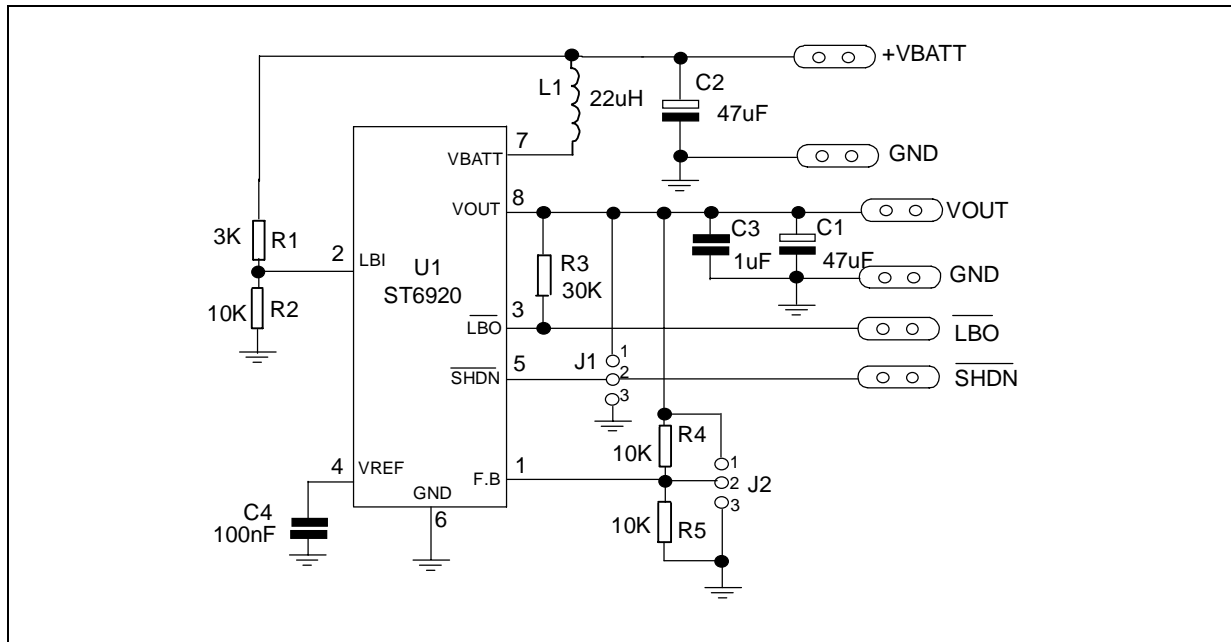 +VBATT
C2
L1
22uH
47uF
7
GND
VBATT
8
VOUT
VOUT
C3
C1
3K
R1
2
LBI
U1
R3
1uF
47uF
ST6920
30K
GND
10K
R2
3
LBO
LBO
J1
1
5
2
SHDN
SHDN
3
R4
10K
1
4
VREF
F.B
1
2
J2
GND
3
C4
6
10K
R5
100nF